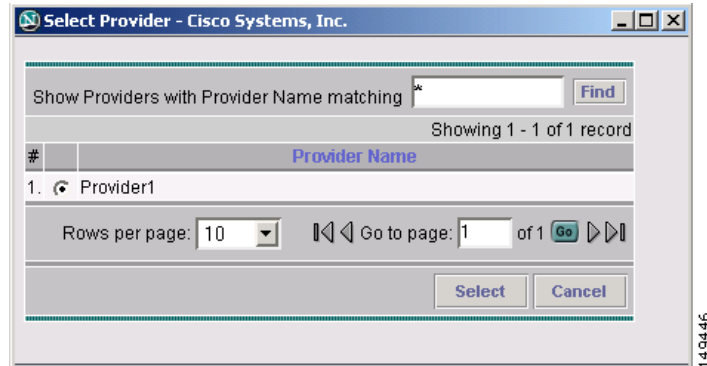 Select Provider - Cisco Systems, Inc.
Show Providers with Provider Name matching * Find
Showing 1 - 1 of 1 record
# Provider Name
1. Provider1
Rows per page: 10 Go to page: 1 of 1 Go
Select Cancel
149446